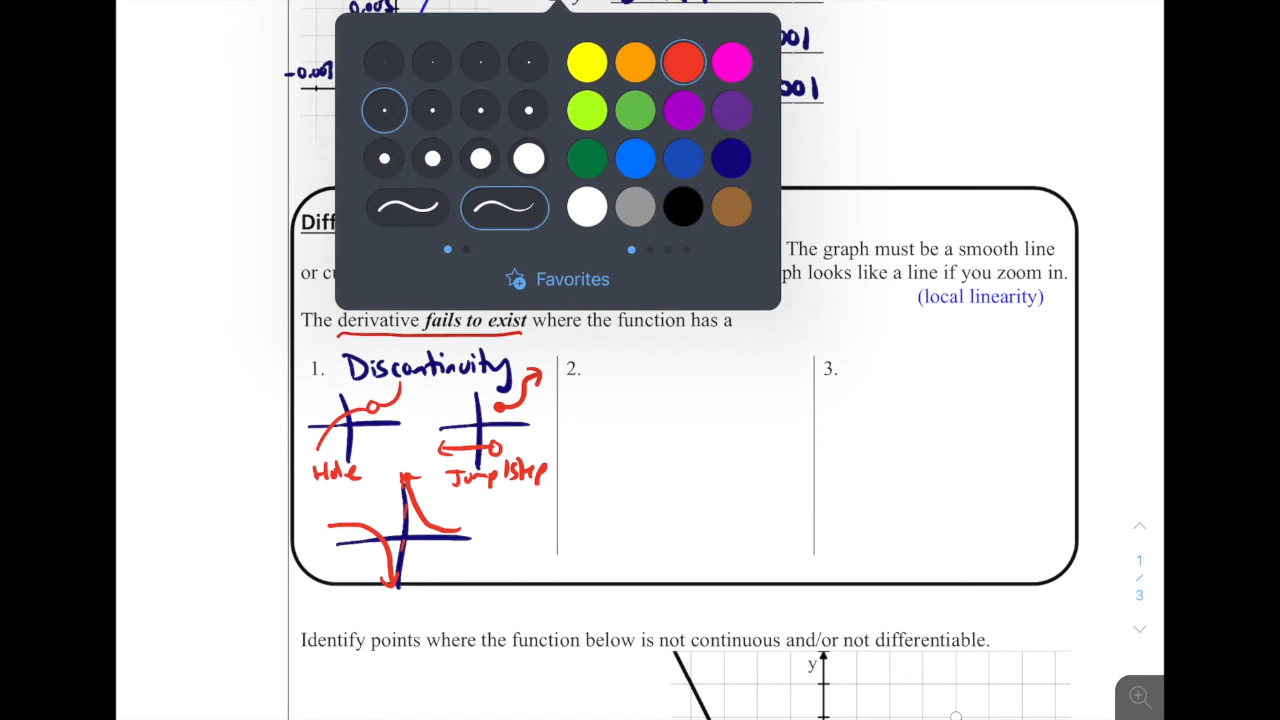 0.005
-0.001
001
001
Favorites
Diff
The graph must be a smooth line
or cu
ph looks like a line if you zoom in.
(local linearity)
The derivative fails to exist where the function has a
1. Discontinuity
2.
3.
Hole
Jump/step
Identify points where the function below is not continuous and/or not differentiable.
y
1
/
3